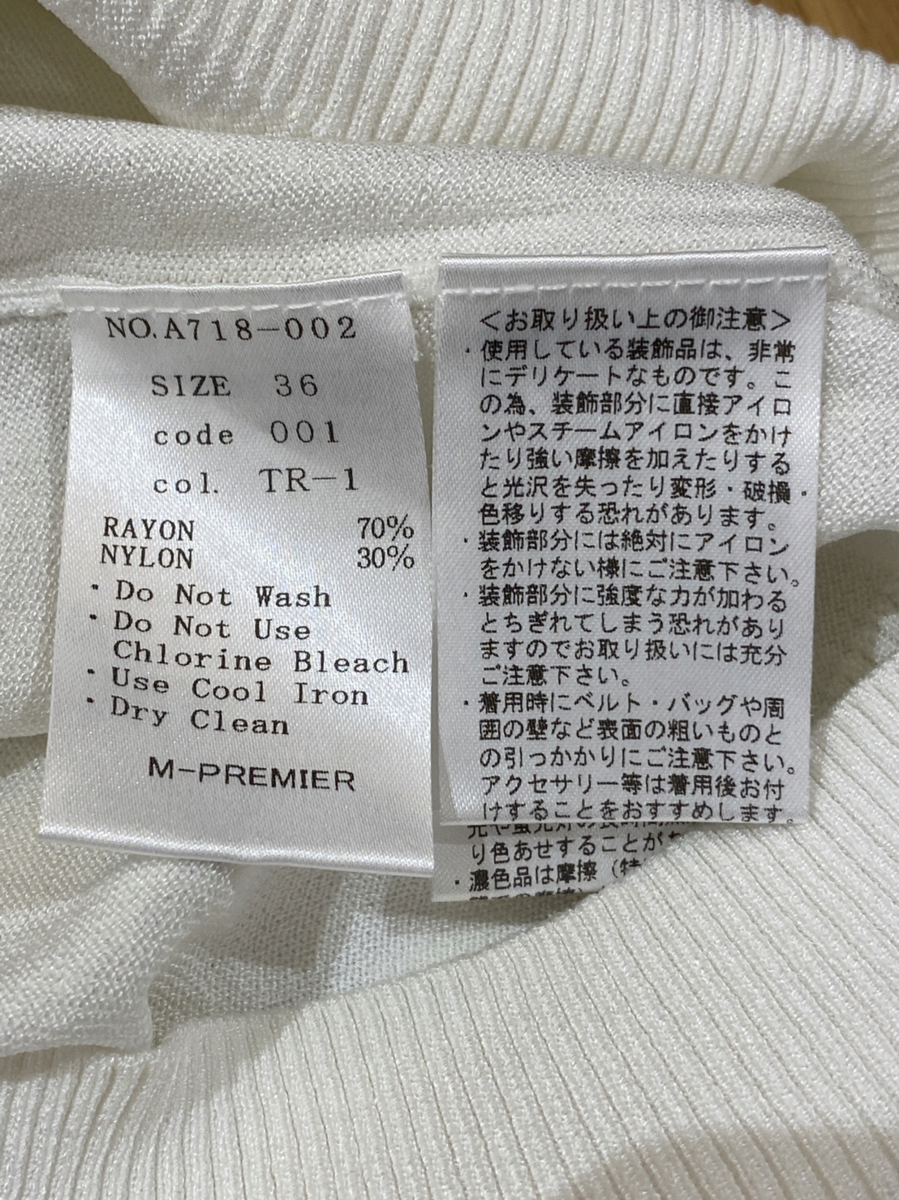 NO.A718-002
SIZE 36
code 001
col. TR-1
RAYON 70%
NYLON 30%
・Do Not Wash
・Do Not Use
Chlorine Bleach
・Use Cool Iron
・Dry Clean
M-PREMIER
＜お取り扱い上の御注意＞
・使用している装飾品は、非常
にデリケートなものです。こ
の為、装飾部分に直接アイロ
ンやスチームアイロンをかけ
たり強い摩擦を加えたりする
と光沢を失ったり変形・破損・
色移りする恐れがあります。
・装飾部分には絶対にアイロン
をかけない様にご注意下さい。
・装飾部分に強度な力が加わる
とちぎれてしまう恐れがあり
ますのでお取り扱いには充分
ご注意下さい。
・着用時にベルト・バッグや周
囲の壁など表面の粗いものと
の引っかかりにご注意下さい。
アクセサリー等は着用後お付
けすることをおすすめします。
り色あせすることが
・濃色品は摩擦（特